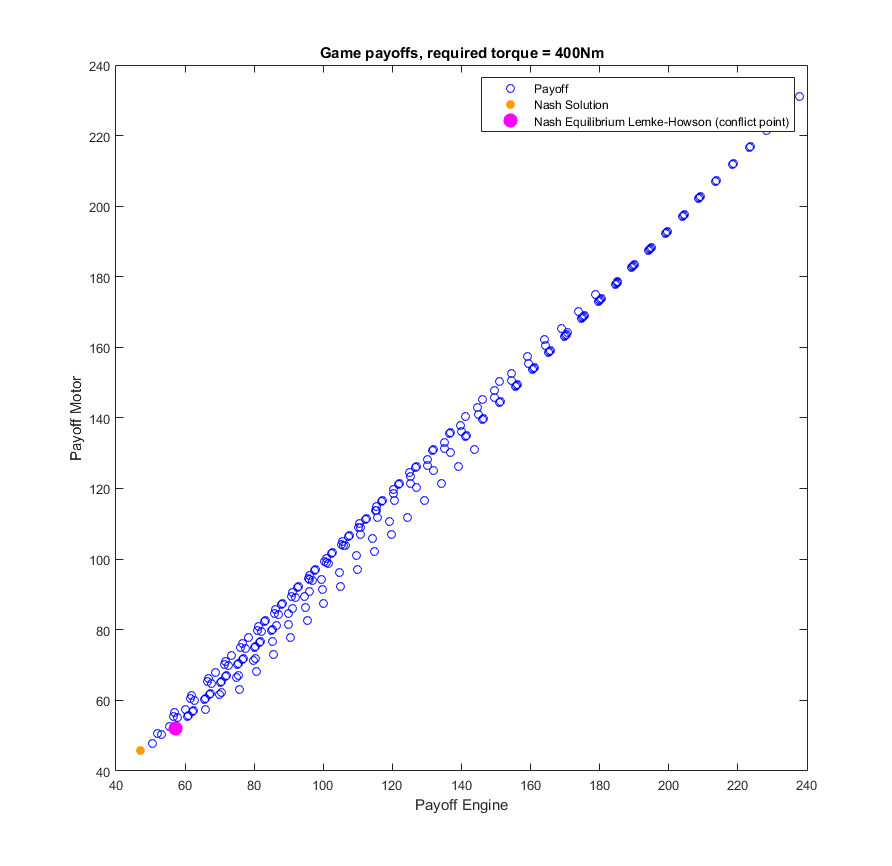 Game payoffs, required torque = 400Nm
Payoff
Nash Solution
Nash Equilibrium Lemke-Howson (conflict point)
240
220
200
180
160
140
120
100
80
60
40
Payoff Motor
40 60 80 100 120 140 160 180 200 220 240
Payoff Engine